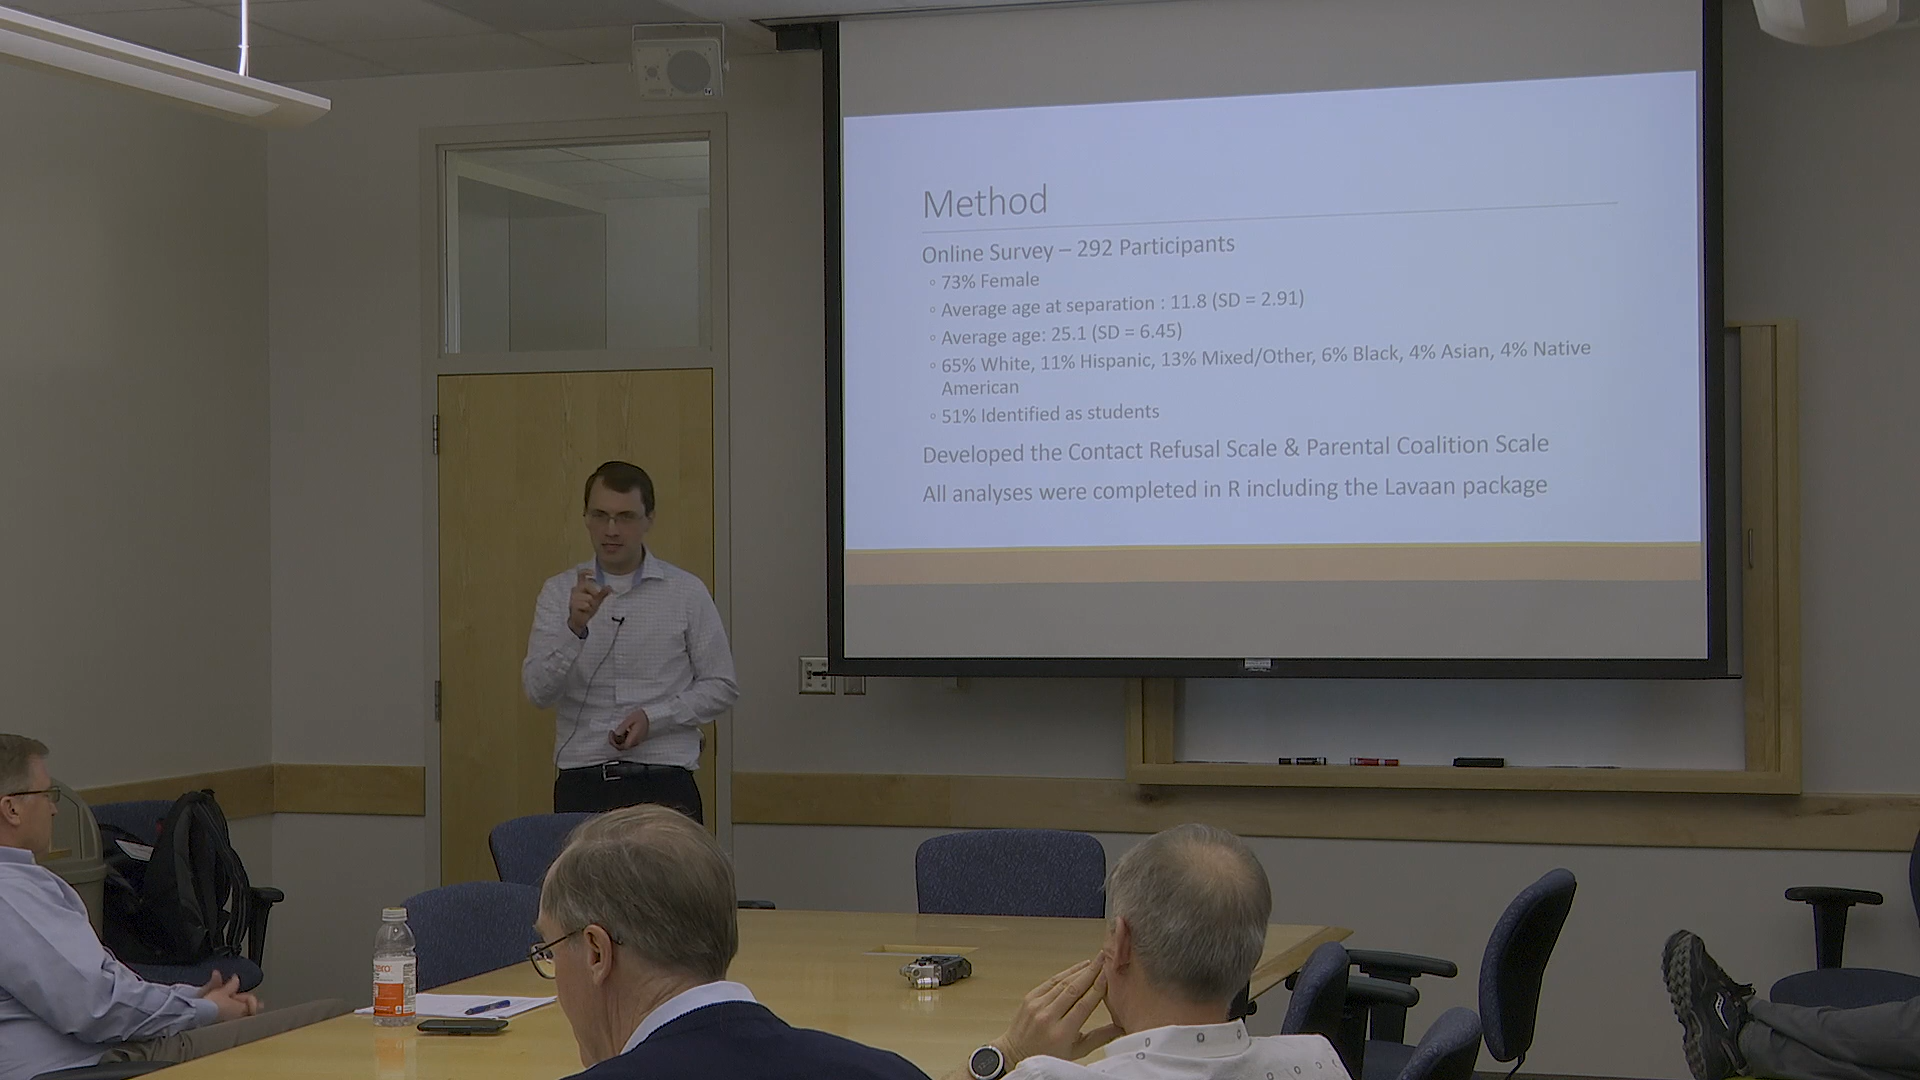 Method
Online Survey – 292 Participants
◦ 73% Female
◦ Average age at separation : 11.8 (SD = 2.91)
◦ Average age: 25.1 (SD = 6.45)
◦ 65% White, 11% Hispanic, 13% Mixed/Other, 6% Black, 4% Asian, 4% Native
American
◦ 51% Identified as students
Developed the Contact Refusal Scale & Parental Coalition Scale
All analyses were completed in R including the Lavaan package